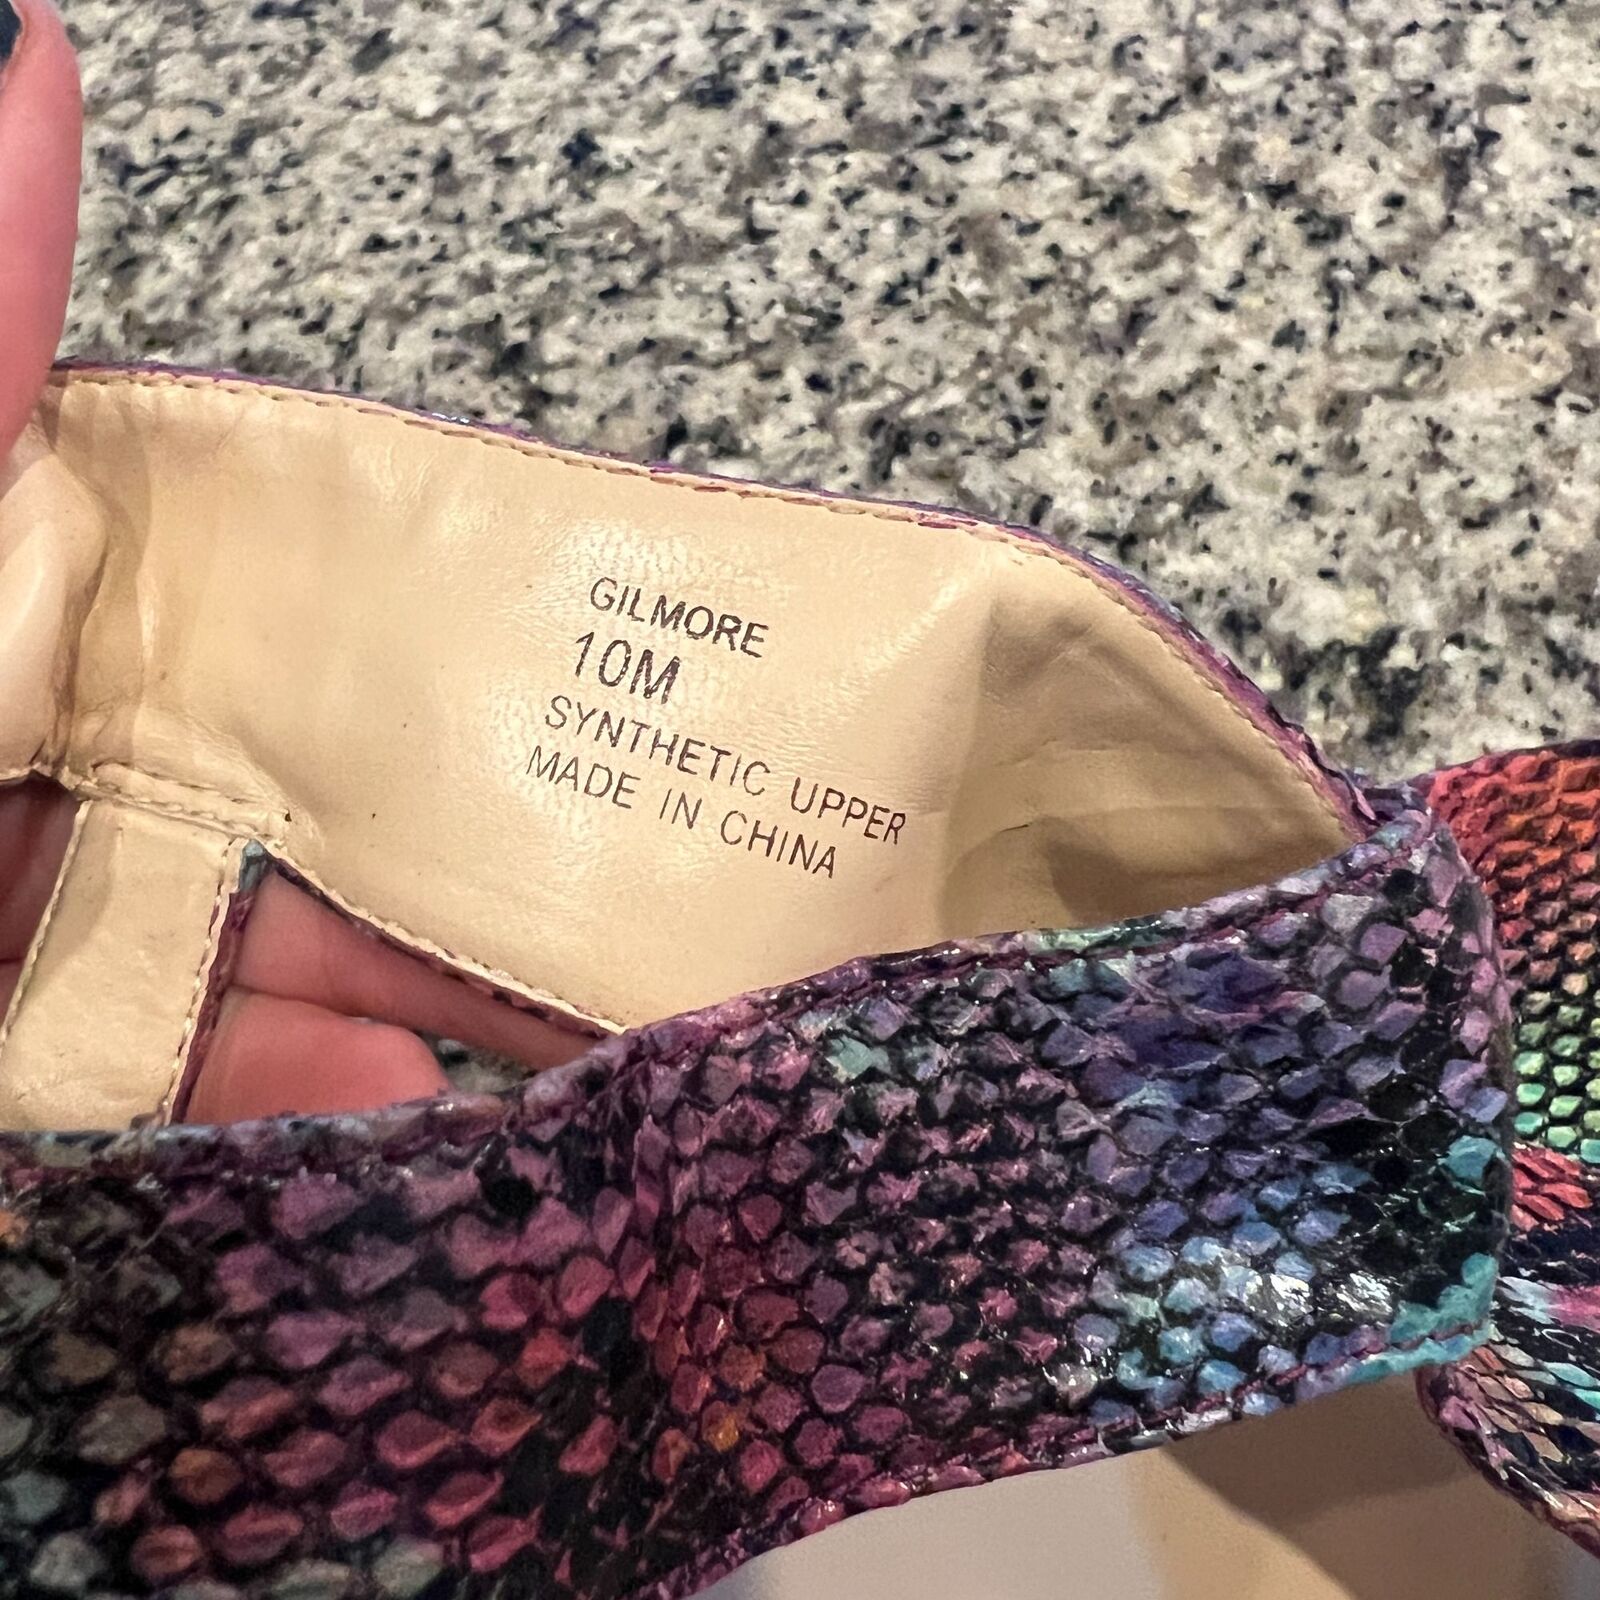 GILMORE
10M
SYNTHETIC UPPER
MADE IN CHINA